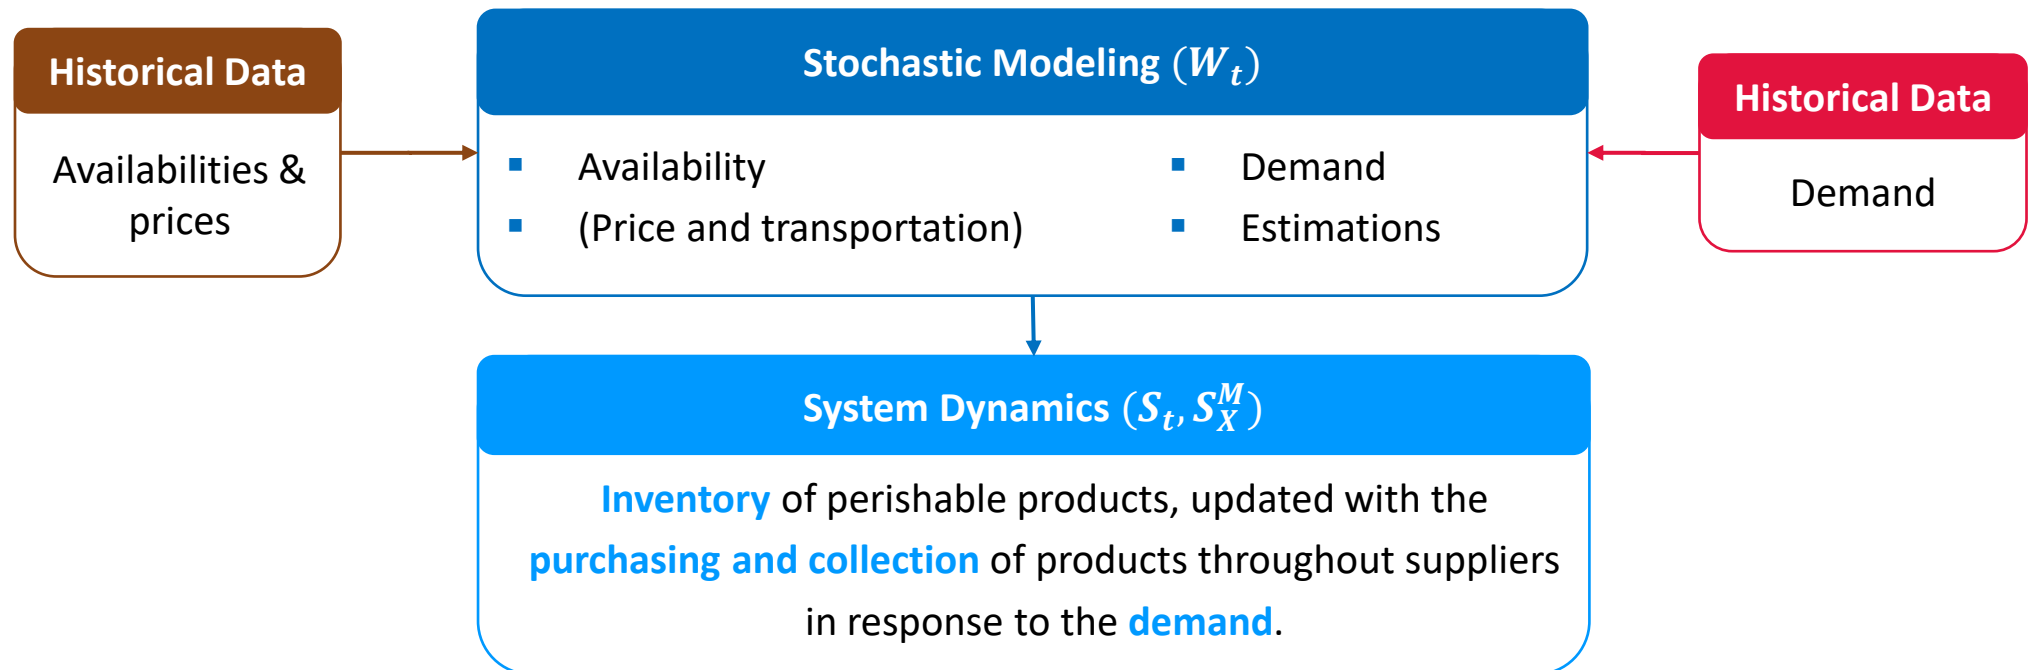 Historical Data
Availabilities &
prices
Stochastic Modeling (𝑾ₜ)
▪ Availability
▪ (Price and transportation)
▪ Demand
▪ Estimations
Historical Data
Demand
System Dynamics (𝑺ₜ, 𝑺_𝑿^𝑴)
Inventory of perishable products, updated with the
purchasing and collection of products throughout suppliers
in response to the demand.